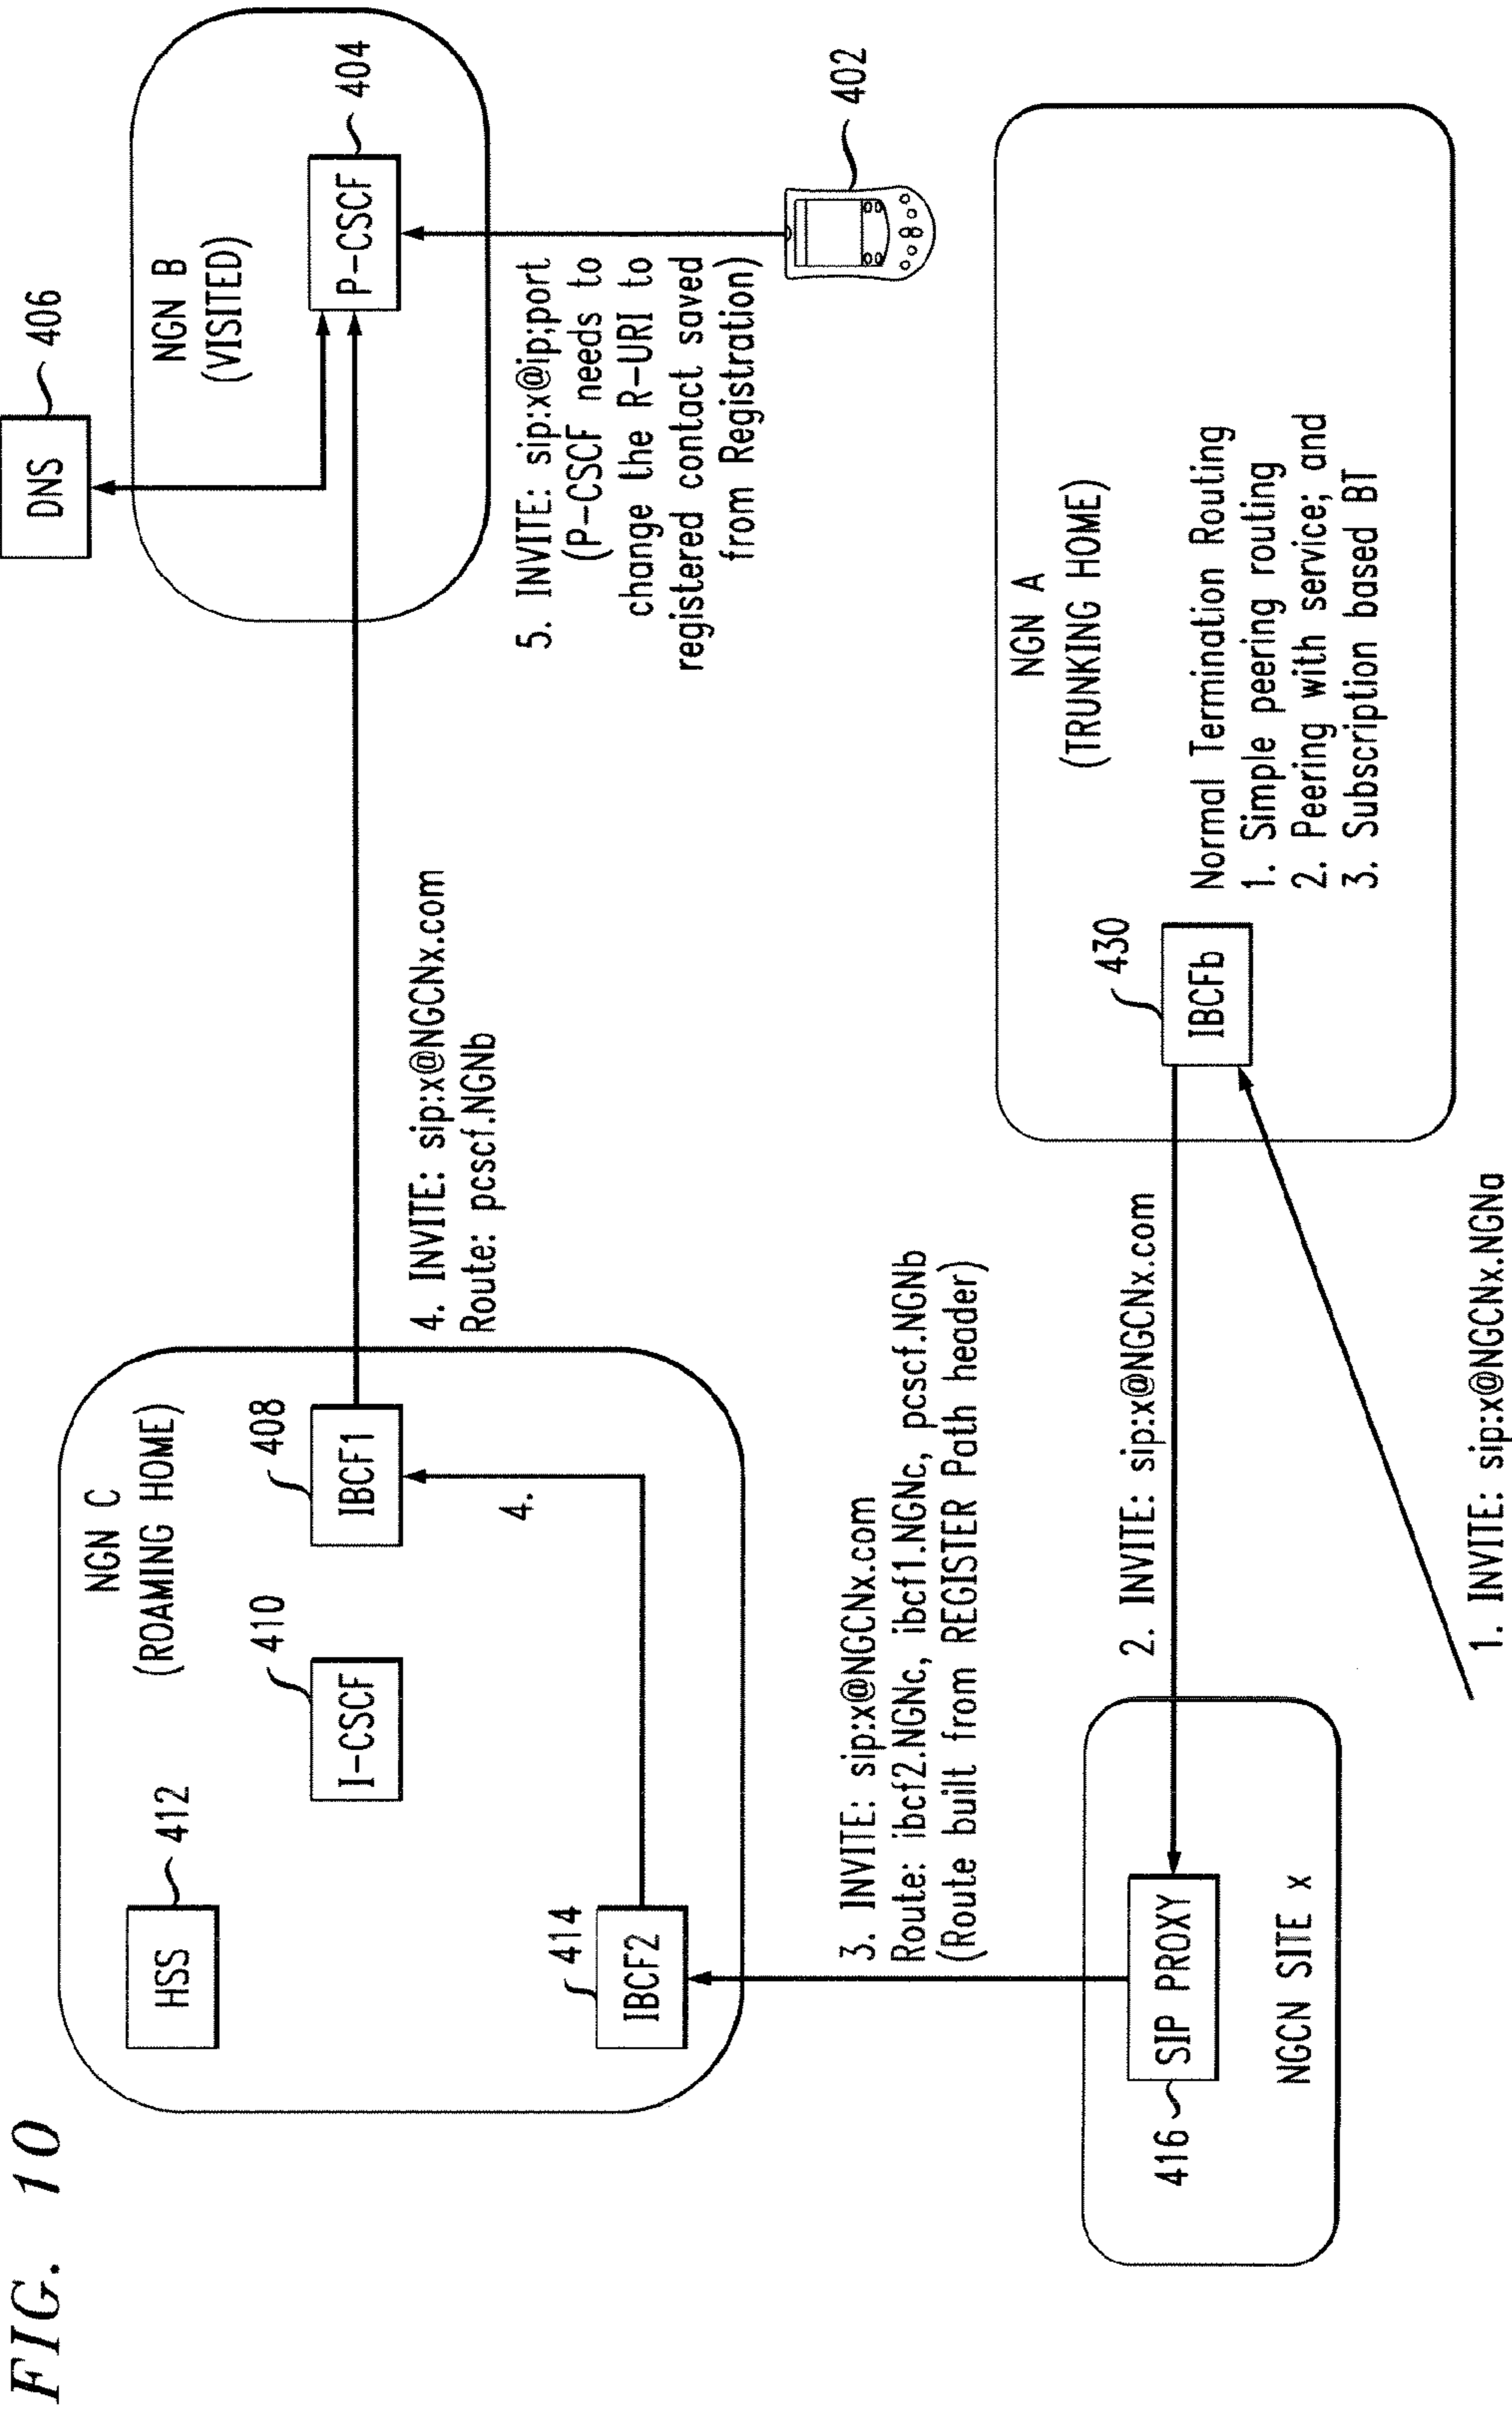 FIG. 10
NGN C
(ROAMING HOME)
HSS
412
I-CSCF
410
IBCF1
408
IBCF2
414
4.
4. INVITE: sip:x@NGCNx.com
Route: pcscf.NGNb
DNS
406
NGN B
(VISITED)
P-CSCF
404
5. INVITE: sip:x@ip;port
(P-CSCF needs to
change the R-URI to
registered contact saved
from Registration)
402
3. INVITE: sip:x@NGCNx.com
Route: ibcf2.NGNc, ibcf1.NGNc, pcscf.NGNb
(Route built from REGISTER Path header)
416
SIP PROXY
NGCN SITE x
2. INVITE: sip:x@NGCNx.com
1. INVITE: sip:x@NGCNx.NGNa
NGN A
(TRUNKING HOME)
430
IBCFb
Normal Termination Routing
1. Simple peering routing
2. Peering with service; and
3. Subscription based BT